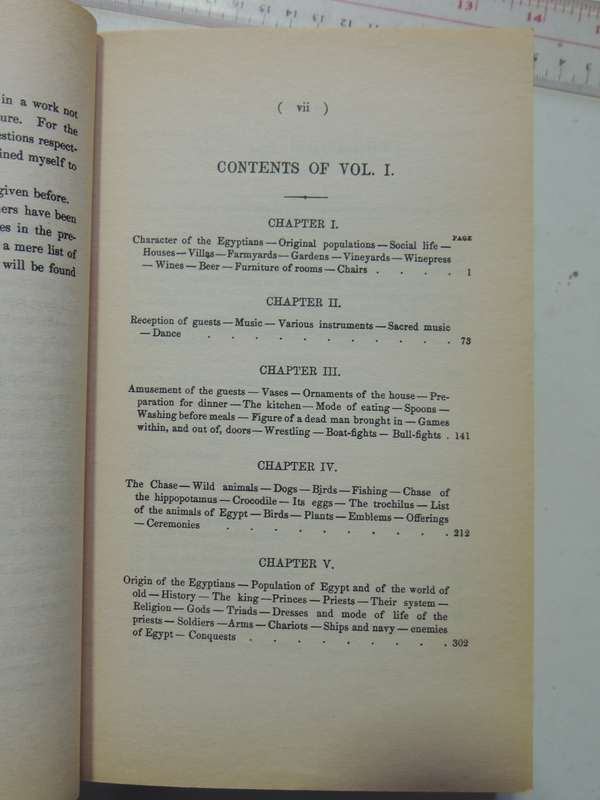 in a work not
ure. For the
estions respect-
ined myself to
given before.
ers have been
es in the pre-
a mere list of
will be found
( vii )
CONTENTS OF VOL. I.
CHAPTER I.
PAGE
Character of the Egyptians — Original populations — Social life —
Houses — Villas — Farmyards — Gardens — Vineyards — Winepress
— Wines — Beer — Furniture of rooms — Chairs . . . . 1
CHAPTER II.
Reception of guests — Music — Various instruments — Sacred music
— Dance . . . . . . . . . . 73
CHAPTER III.
Amusement of the guests — Vases — Ornaments of the house — Pre-
paration for dinner — The kitchen — Mode of eating — Spoons —
Washing before meals — Figure of a dead man brought in — Games
within, and out of, doors — Wrestling — Boat-fights — Bull-fights . 141
CHAPTER IV.
The Chase — Wild animals — Dogs — Birds — Fishing — Chase of
the hippopotamus — Crocodile — Its eggs — The trochilus — List
of the animals of Egypt — Birds — Plants — Emblems — Offerings
— Ceremonies . . . . . . . . . 212
CHAPTER V.
Origin of the Egyptians — Population of Egypt and of the world of
old — History — The king — Princes — Priests — Their system —
Religion — Gods — Triads — Dresses and mode of life of the
priests — Soldiers — Arms — Chariots — Ships and navy — enemies
of Egypt — Conquests . . . . . . . . 302
13
14